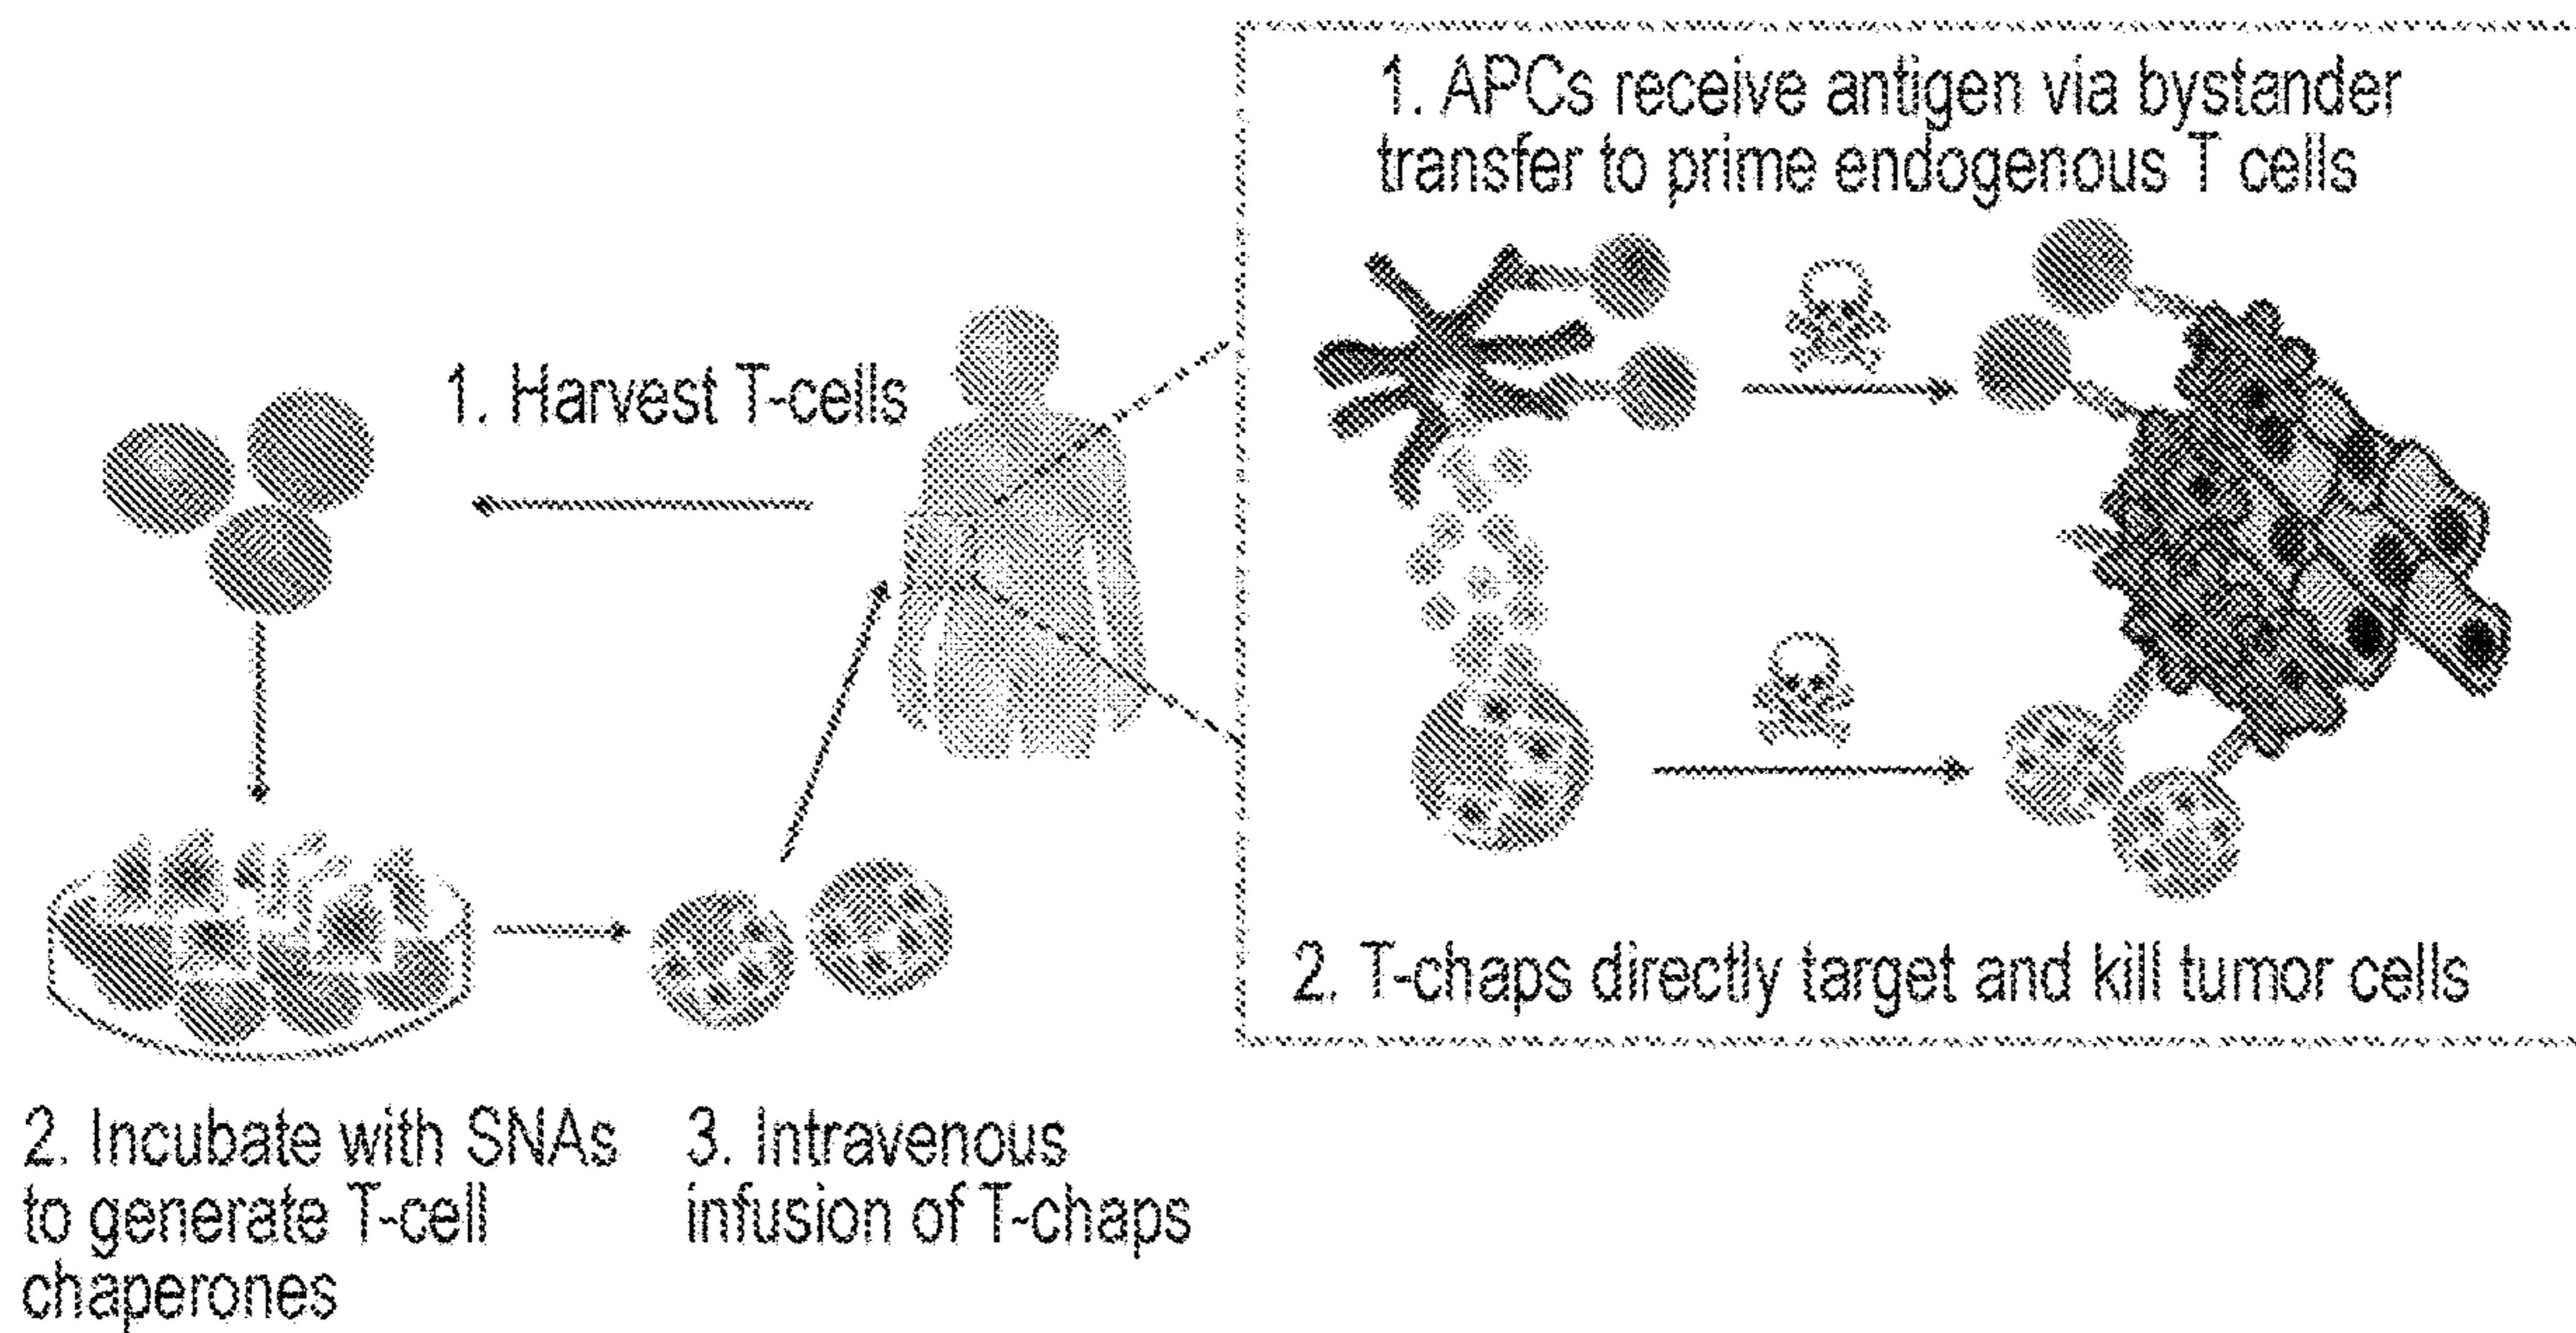 1. APCs receive antigen via bystander
transfer to prime endogenous T cells
1. Harvest T-cells
2. T-chaps directly target and kill tumor cells
2. Incubate with SNAs
to generate T-cell
chaperones
3. Intravenous
infusion of T-chaps